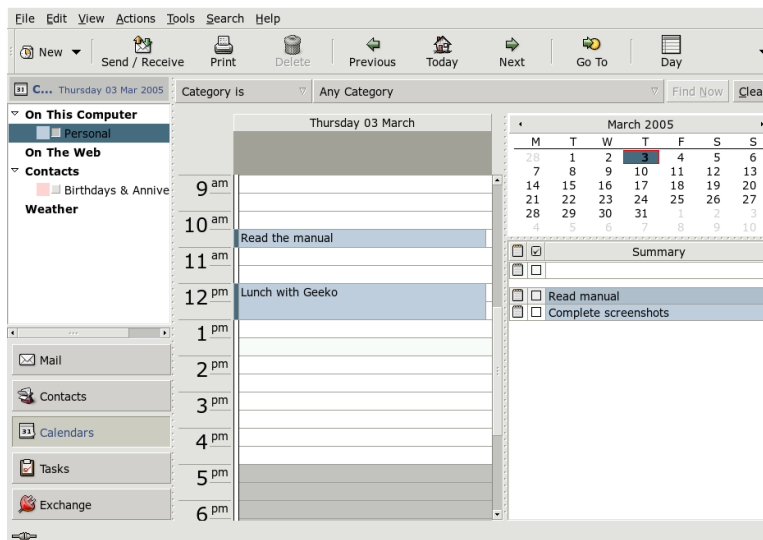 File Edit View Actions Tools Search Help
New Send / Receive Print Delete Previous Today Next Go To Day
31 C... Thursday 03 Mar 2005 Category is Any Category Find Now Clea
On This Computer
Personal
On The Web
Contacts
Birthdays & Annive
Weather
Mail
Contacts
31 Calendars
Tasks
Exchange
Thursday 03 March
9 am
10 am
Read the manual
11 am
12 pm Lunch with Geeko
1 pm
2 pm
3 pm
4 pm
5 pm
6 pm
March 2005
M T W T F S S
28 1 2 3 4 5 6
7 8 9 10 11 12 13
14 15 16 17 18 19 20
21 22 23 24 25 26 27
28 29 30 31 1 2 3
4 5 6 7 8 9 10
Summary
Read manual
Complete screenshots